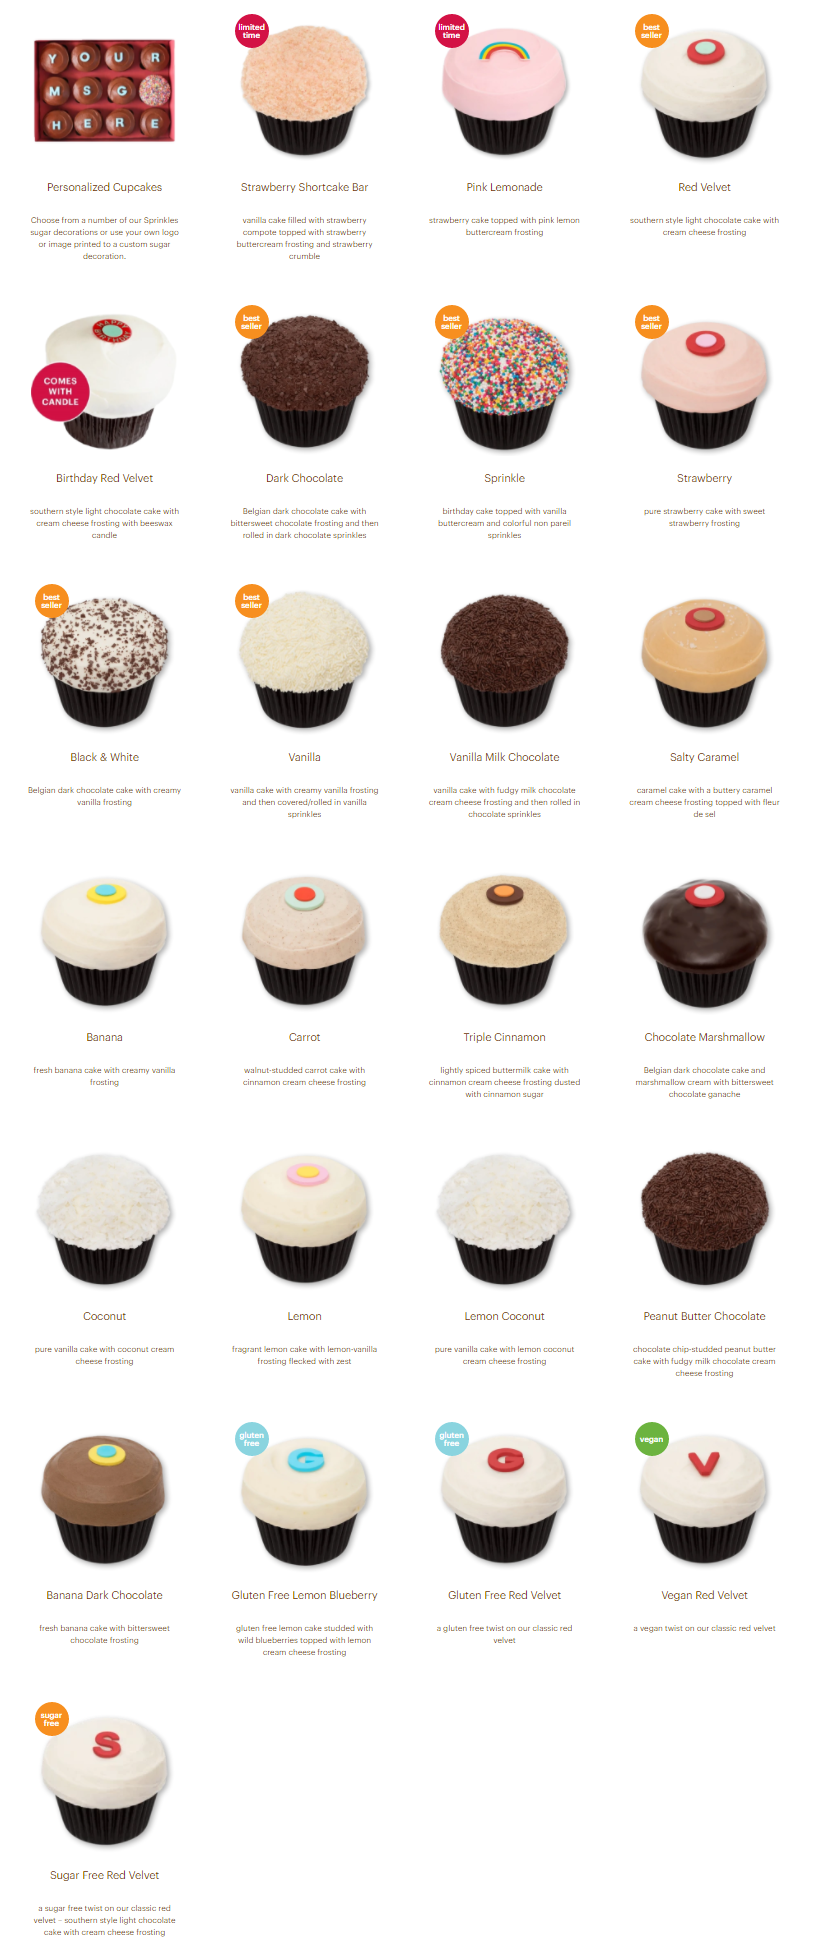 Y O U R
M S G
H E R E
limited
time
limited
time
best
seller
Personalized Cupcakes
Strawberry Shortcake Bar
Pink Lemonade
Red Velvet
Choose from a number of our Sprinkles
sugar decorations or use your own logo
or image printed to a custom sugar
decoration.
vanilla cake filled with strawberry
compote topped with strawberry
buttercream frosting and strawberry
crumble
strawberry cake topped with pink lemon
buttercream frosting
southern style light chocolate cake with
cream cheese frosting
COMES
WITH
CANDLE
best
seller
best
seller
best
seller
Birthday Red Velvet
Dark Chocolate
Sprinkle
Strawberry
southern style light chocolate cake with
cream cheese frosting with beeswax
candle
Belgian dark chocolate cake with
bittersweet chocolate frosting and then
rolled in dark chocolate sprinkles
birthday cake topped with vanilla
buttercream and colorful non pareil
sprinkles
pure strawberry cake with sweet
strawberry frosting
best
seller
best
seller
Black & White
Vanilla
Vanilla Milk Chocolate
Salty Caramel
Belgian dark chocolate cake with creamy
vanilla frosting
vanilla cake with creamy vanilla frosting
and then covered/rolled in vanilla
sprinkles
vanilla cake with fudgy milk chocolate
cream cheese frosting and then rolled in
chocolate sprinkles
caramel cake with a buttery caramel
cream cheese frosting topped with fleur
de sel
Banana
Carrot
Triple Cinnamon
Chocolate Marshmallow
fresh banana cake with creamy vanilla
frosting
walnut-studded carrot cake with
cinnamon cream cheese frosting
lightly spiced buttermilk cake with
cinnamon cream cheese frosting dusted
with cinnamon sugar
Belgian dark chocolate cake and
marshmallow cream with bittersweet
chocolate ganache
Coconut
Lemon
Lemon Coconut
Peanut Butter Chocolate
pure vanilla cake with coconut cream
cheese frosting
fragrant lemon cake with lemon-vanilla
frosting flecked with zest
pure vanilla cake with lemon coconut
cream cheese frosting
chocolate chip-studded peanut butter
cake with fudgy milk chocolate cream
cheese frosting
gluten
free
G
gluten
free
G
vegan
V
Banana Dark Chocolate
Gluten Free Lemon Blueberry
Gluten Free Red Velvet
Vegan Red Velvet
fresh banana cake with bittersweet
chocolate frosting
gluten free lemon cake studded with
wild blueberries topped with lemon
cream cheese frosting
a gluten free twist on our classic red
velvet
a vegan twist on our classic red velvet
sugar
free
S
Sugar Free Red Velvet
a sugar free twist on our classic red
velvet – southern style light chocolate
cake with cream cheese frosting